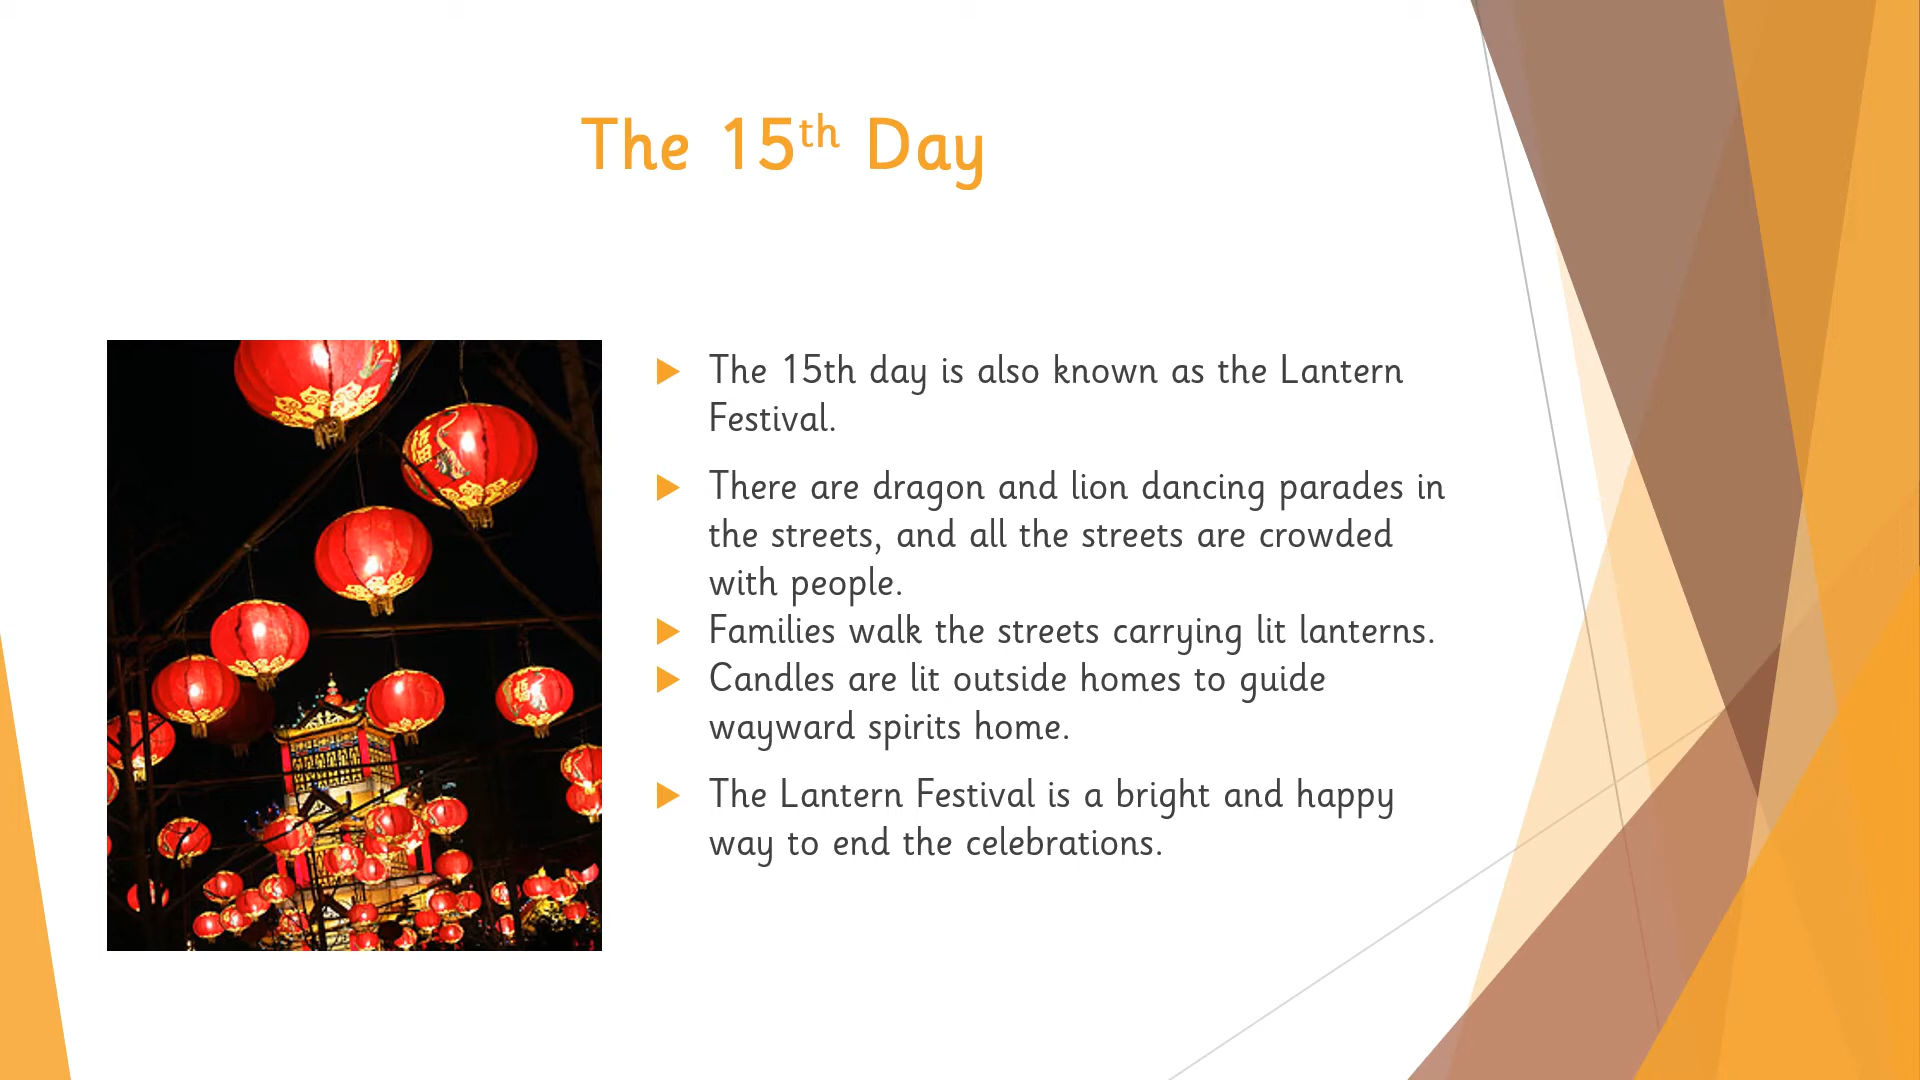 The 15th Day
The 15th day is also known as the Lantern
Festival.
There are dragon and lion dancing parades in
the streets, and all the streets are crowded
with people.
Families walk the streets carrying lit lanterns.
Candles are lit outside homes to guide
wayward spirits home.
The Lantern Festival is a bright and happy
way to end the celebrations.